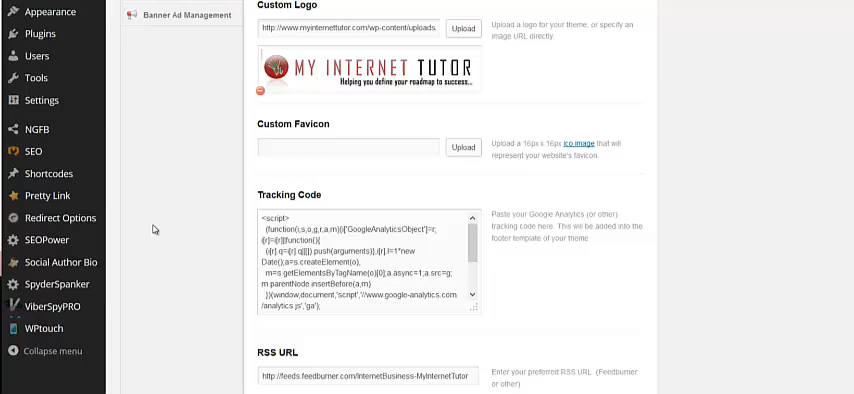 Appearance
Plugins
Users
Tools
Settings
NGFB
SEO
Shortcodes
Pretty Link
Redirect Options
SEOPower
Social Author Bio
SpyderSpanker
ViberSpyPRO
WPtouch
Collapse menu
Banner Ad Management
Custom Logo
http://www.myinternettutor.com/wp-content/uploads
Upload
Upload a logo for your theme, or specify an
image URL directly.
MY INTERNET TUTOR
Helping you define your roadmap to success...
Custom Favicon
Upload
Upload a 16px x 16px ico image that will
represent your website's favicon.
Tracking Code
<script>
(function(i,s,o,g,r,a,m){i['GoogleAnalyticsObject']=r;
i[r]=i[r]||function(){
(i[r].q=i[r].q||[]).push(arguments)},i[r].l=1*new
Date();a=s.createElement(o),
m=s.getElementsByTagName(o)[0];a.async=1;a.src=g;
m.parentNode.insertBefore(a,m)
})(window,document,'script','//www.google-analytics.com
/analytics.js','ga');
Paste your Google Analytics (or other)
tracking code here. This will be added into the
footer template of your theme
RSS URL
http://feeds.feedburner.com/InternetBusiness-MyInternetTutor
Enter your preferred RSS URL. (Feedburner
or other)